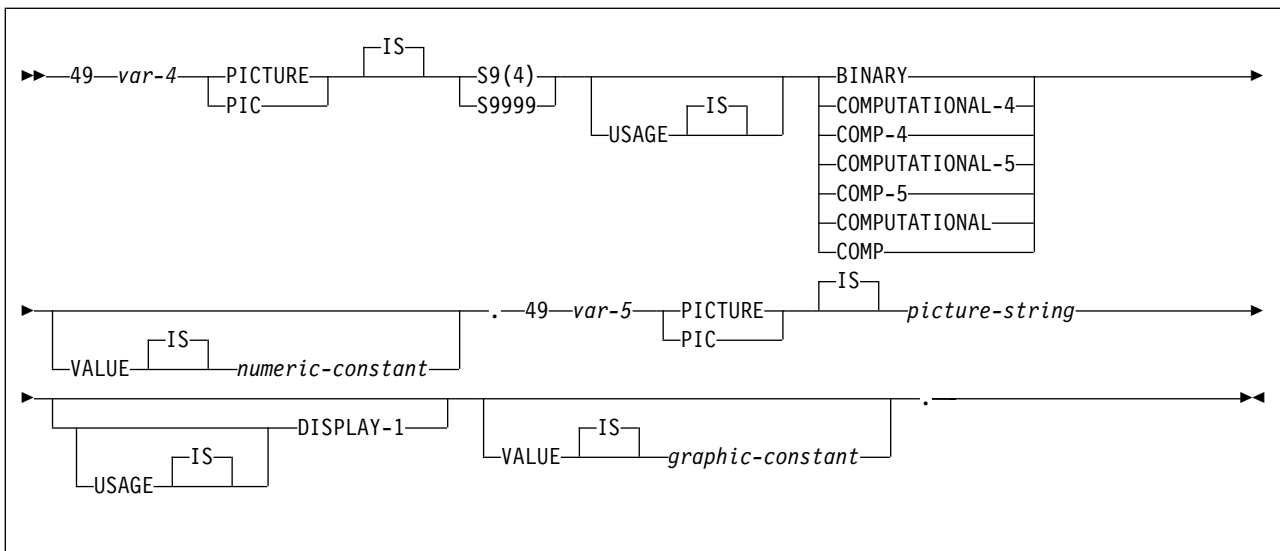 IS
49 var-4 PICTURE S9(4) BINARY
PIC S9999 IS COMPUTATIONAL-4
USAGE COMP-4
COMPUTATIONAL-5
COMP-5
COMPUTATIONAL
COMP
IS
. 49 var-5 PICTURE picture-string
IS PIC
VALUE numeric-constant
.
DISPLAY-1 IS
IS VALUE graphic-constant
USAGE